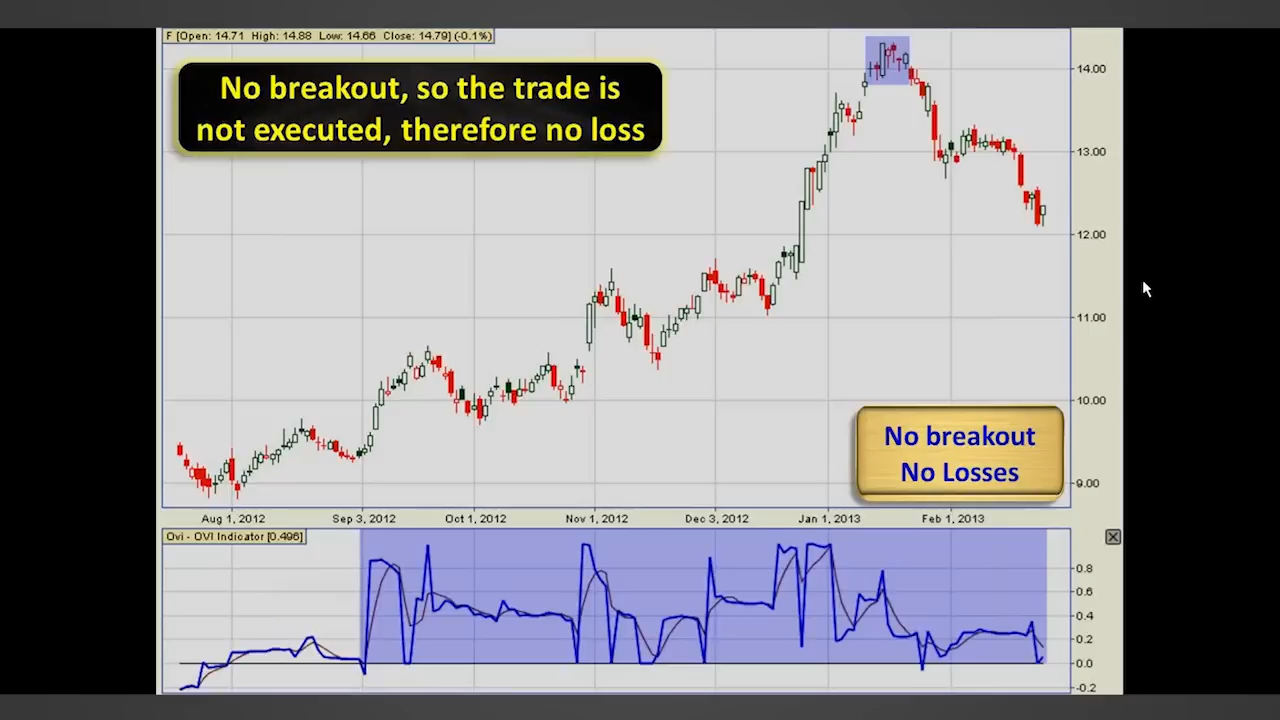 F [Open: 14.71 High: 14.88 Low: 14.66 Close: 14.79] (-0.1%)
No breakout, so the trade is
not executed, therefore no loss
14.00
13.00
12.00
11.00
10.00
9.00
No breakout
No Losses
Aug 1, 2012
Sep 3, 2012
Oct 1, 2012
Nov 1, 2012
Dec 3, 2012
Jan 1, 2013
Feb 1, 2013
Ovi - OVI Indicator [0.496]
0.8
0.6
0.4
0.2
0.0
-0.2